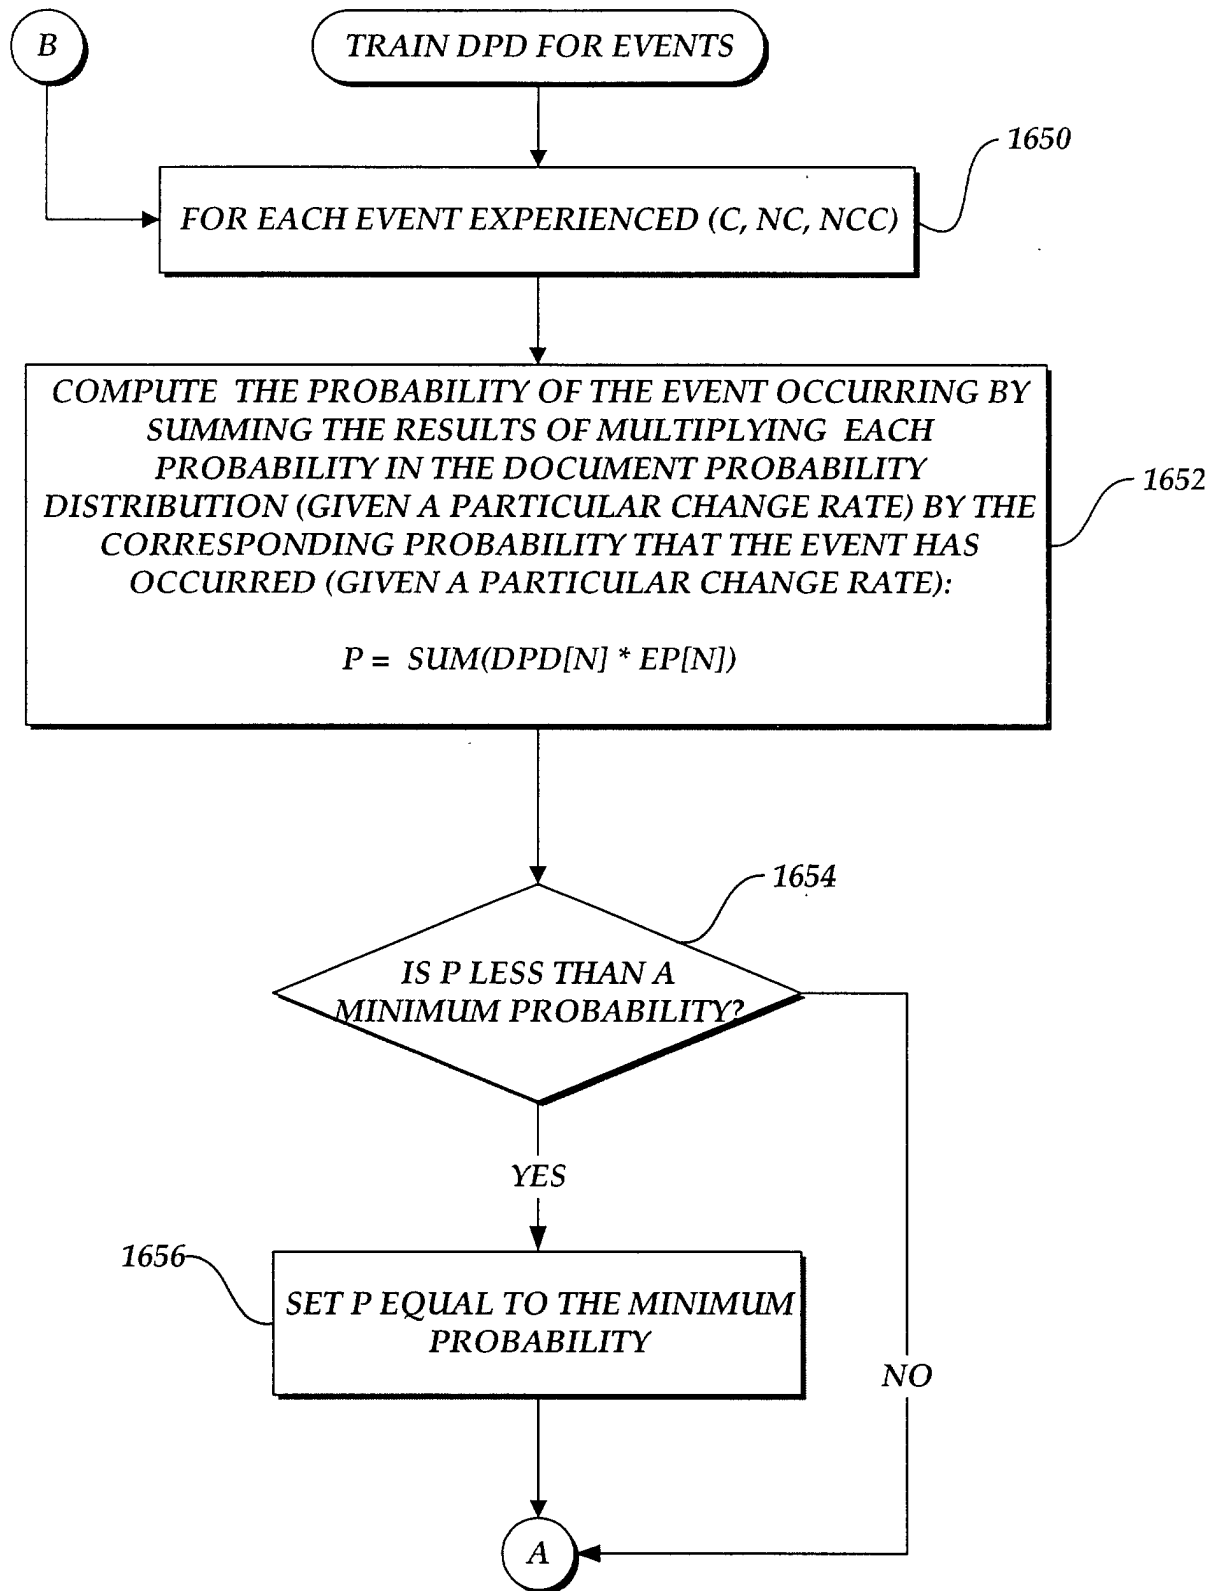 B
TRAIN DPD FOR EVENTS
1650
FOR EACH EVENT EXPERIENCED (C, NC, NCC)
COMPUTE THE PROBABILITY OF THE EVENT OCCURRING BY
SUMMING THE RESULTS OF MULTIPLYING EACH
PROBABILITY IN THE DOCUMENT PROBABILITY
DISTRIBUTION (GIVEN A PARTICULAR CHANGE RATE) BY THE
CORRESPONDING PROBABILITY THAT THE EVENT HAS
OCCURRED (GIVEN A PARTICULAR CHANGE RATE):
P = SUM(DPD[N] * EP[N])
1652
1654
IS P LESS THAN A
MINIMUM PROBABILITY?
YES
1656
SET P EQUAL TO THE MINIMUM
PROBABILITY
NO
A